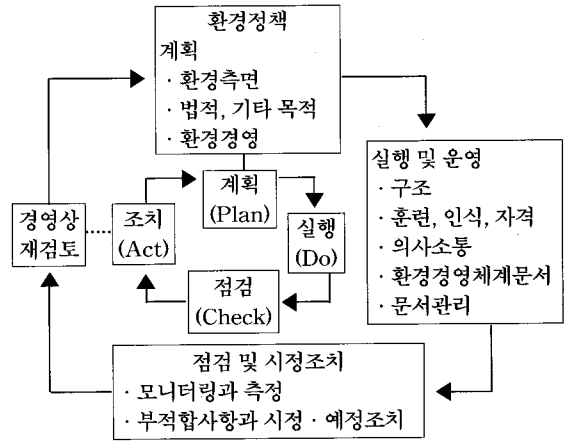 환경정책
계획
· 환경측면
· 법적, 기타 목적
· 환경경영
실행 및 운영
· 구조
· 훈련, 인식, 자격
· 의사소통
· 환경경영체계문서
· 문서관리
계획
(Plan)
실행
(Do)
점검
(Check)
조치
(Act)
경영상
재검토
점검 및 시정조치
· 모니터링과 측정
· 부적합사항과 시정 · 예정조치